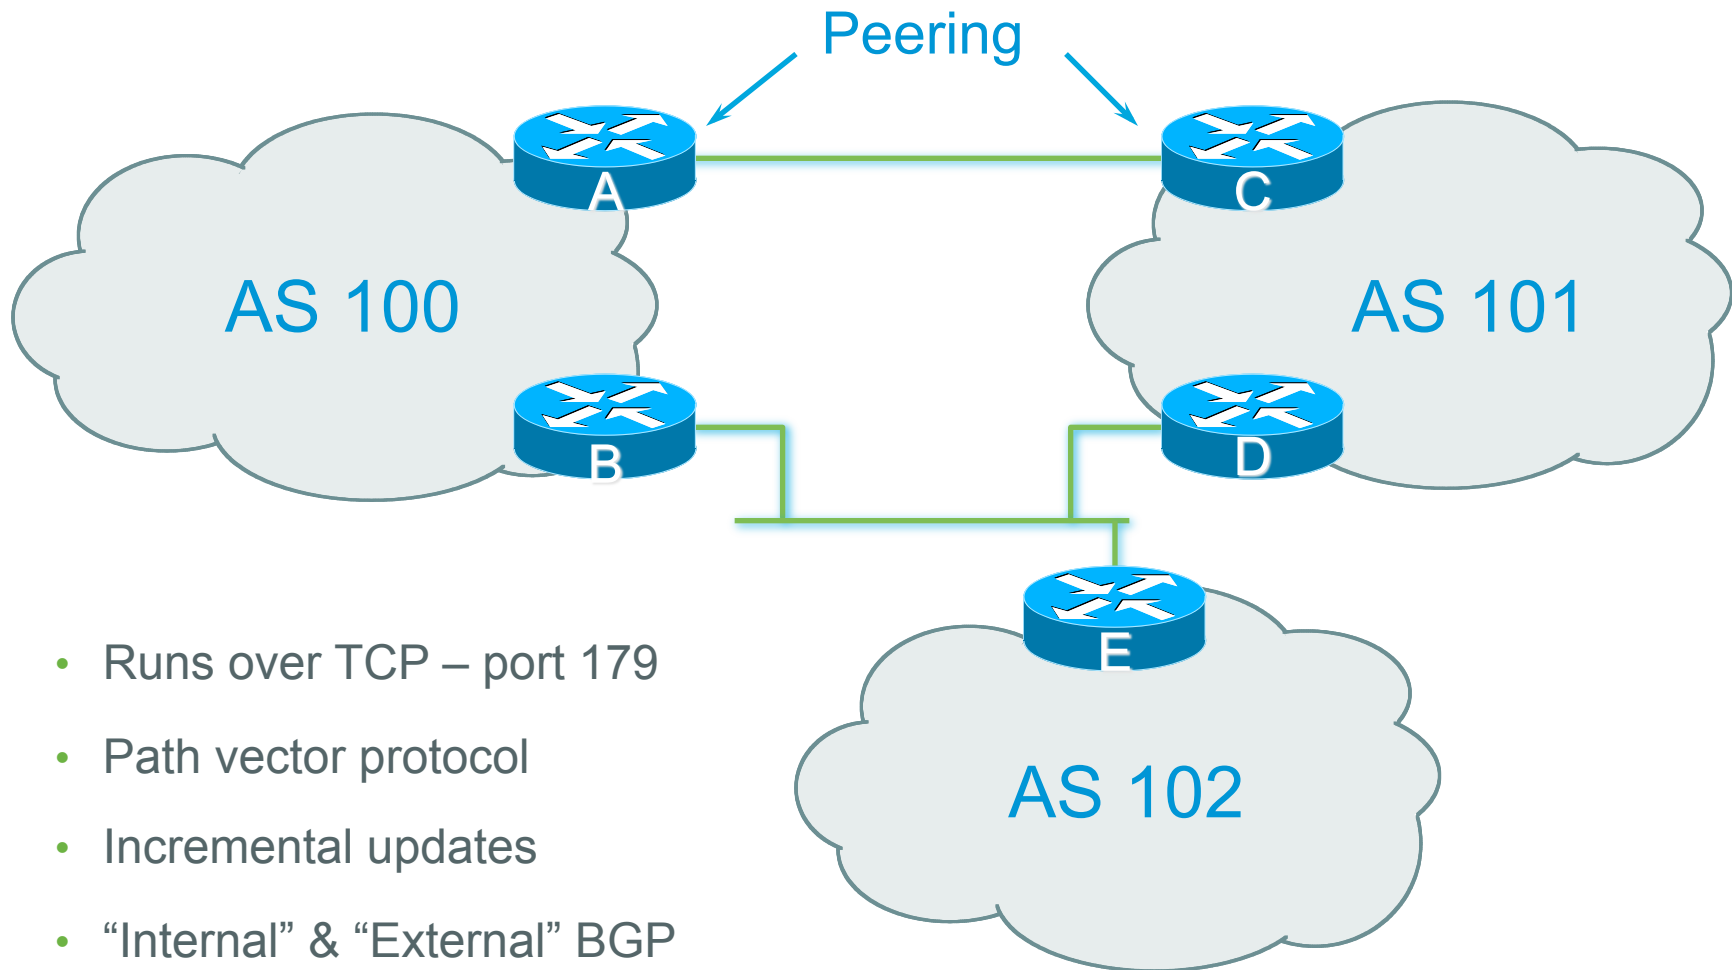 Peering
A
C
AS 100
AS 101
B
D
E
AS 102
• Runs over TCP – port 179
• Path vector protocol
• Incremental updates
• “Internal” & “External” BGP